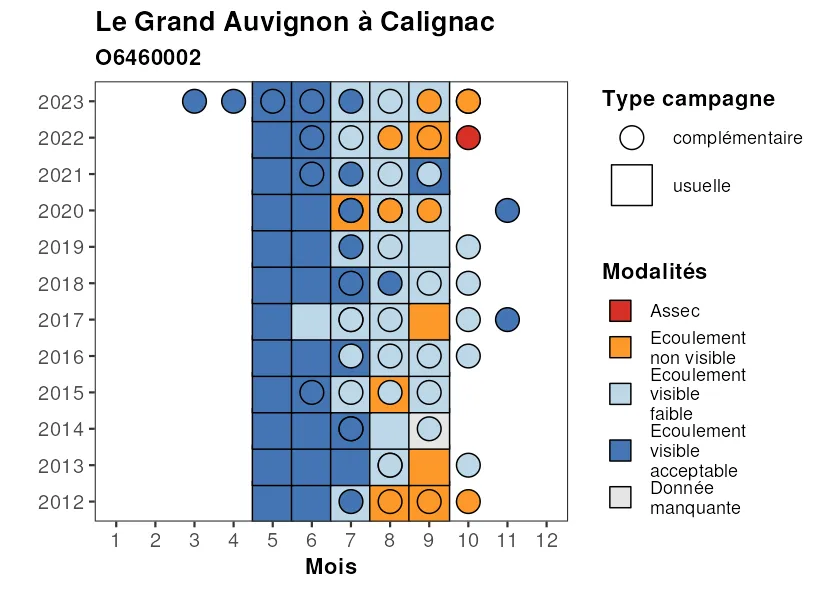 Le Grand Auvignon à Calignac
O6460002
2023
2022
2021
2020
2019
2018
2017
2016
2015
2014
2013
2012
1 2 3 4 5 6 7 8 9 10 11 12
Mois
Type campagne
complémentaire
usuelle
Modalités
Assec
Ecoulement
non visible
Ecoulement
visible
faible
Ecoulement
visible
acceptable
Donnée
manquante